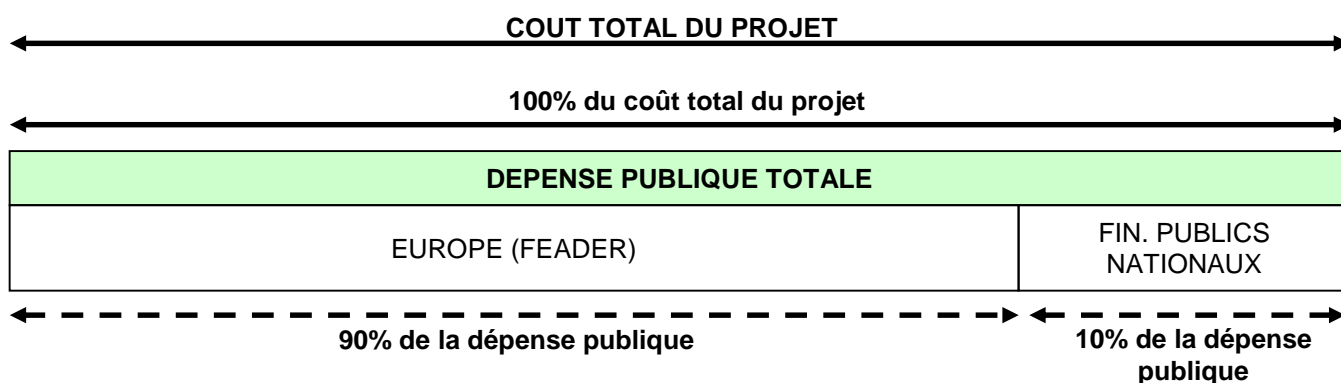 COUT TOTAL DU PROJET
100% du coût total du projet
DEPENSE PUBLIQUE TOTALE
EUROPE (FEADER)
FIN. PUBLICS
NATIONAUX
90% de la dépense publique
10% de la dépense
publique